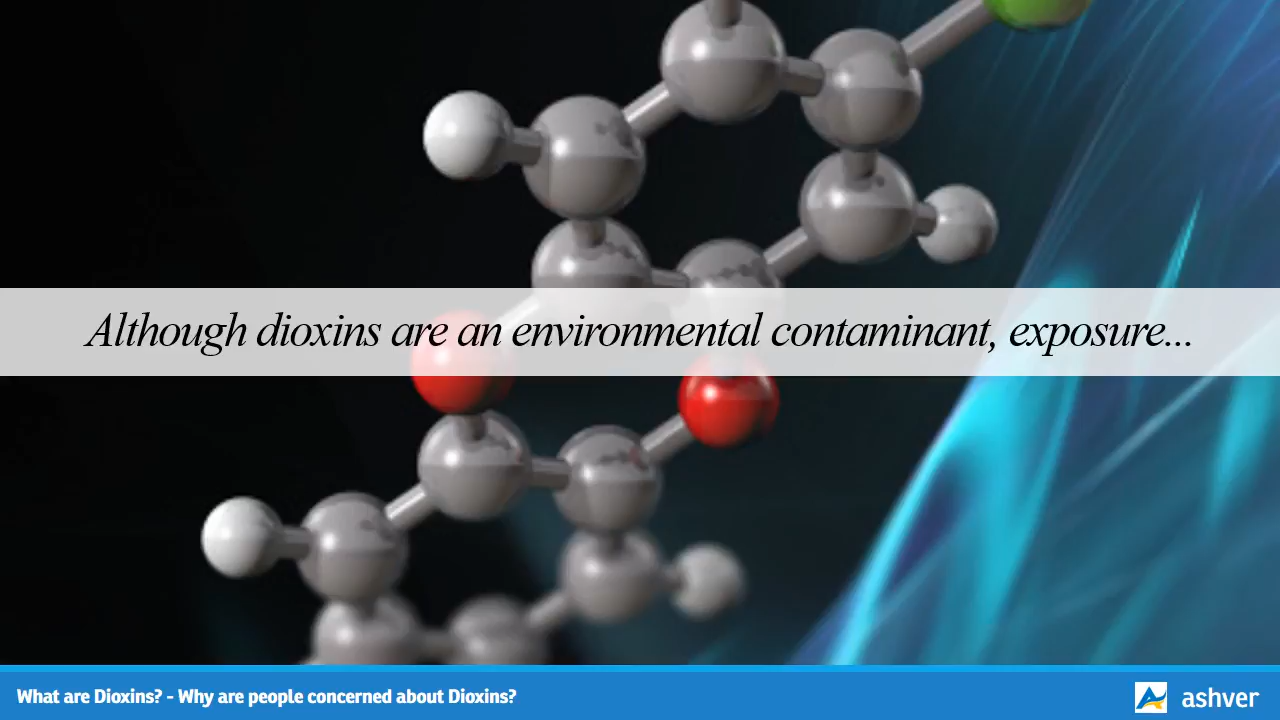 Although dioxins are an environmental contaminant, exposure...
What are Dioxins? - Why are people concerned about Dioxins?
ashver